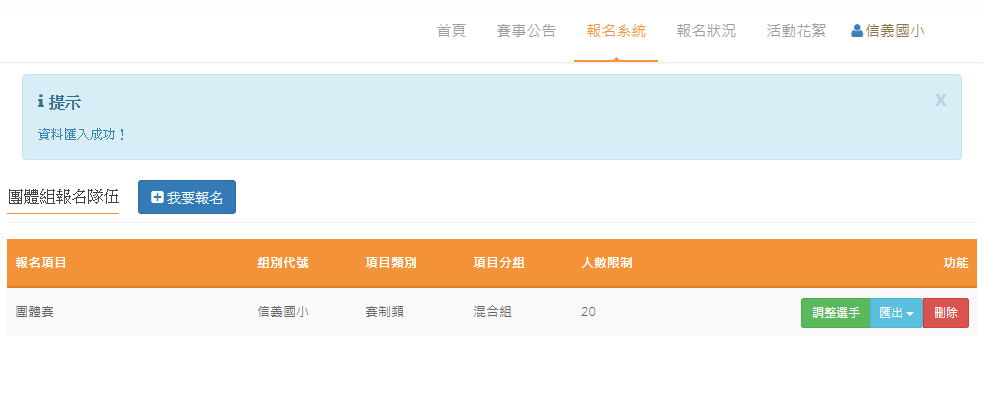 首頁 賽事公告 報名系統 報名狀況 活動花絮 信義國小
提示 x
資料匯入成功！
團體組報名隊伍 我要報名
報名項目 組別代號 項目類別 項目分組 人數限制 功能
團體賽 信義國小 賽制類 混合組 20 調整選手 匯出 刪除